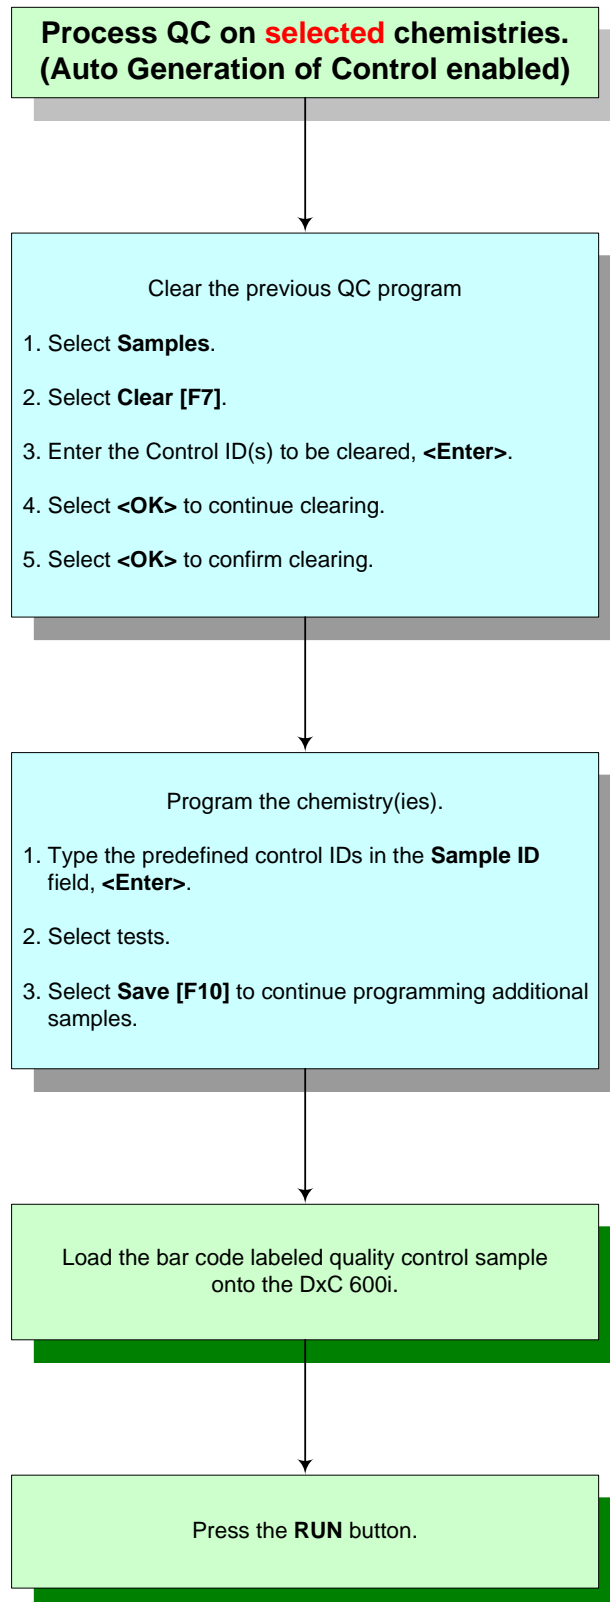 Process QC on selected chemistries.
(Auto Generation of Control enabled)
Clear the previous QC program
1. Select Samples.
2. Select Clear [F7].
3. Enter the Control ID(s) to be cleared, <Enter>.
4. Select <OK> to continue clearing.
5. Select <OK> to confirm clearing.
Program the chemistry(ies).
1. Type the predefined control IDs in the Sample ID
field, <Enter>.
2. Select tests.
3. Select Save [F10] to continue programming additional
samples.
Load the bar code labeled quality control sample
onto the DxC 600i.
Press the RUN button.